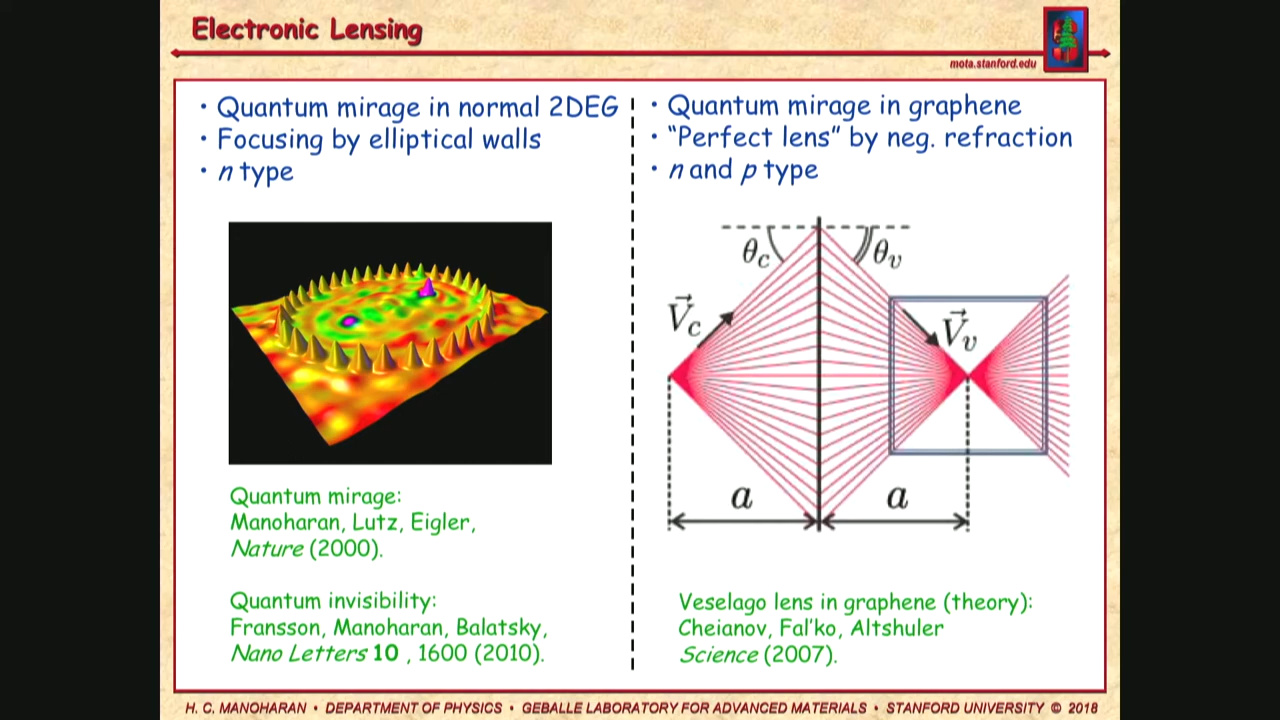 Electronic Lensing
mota.stanford.edu
• Quantum mirage in normal 2DEG
• Focusing by elliptical walls
• n type
Quantum mirage:
Manoharan, Lutz, Eigler,
Nature (2000).
Quantum invisibility:
Fransson, Manoharan, Balatsky,
Nano Letters 10 , 1600 (2010).
• Quantum mirage in graphene
• “Perfect lens” by neg. refraction
• n and p type
θc θv
V⃗c V⃗v
a a
Veselago lens in graphene (theory):
Cheianov, Fal’ko, Altshuler
Science (2007).
H. C. MANOHARAN • DEPARTMENT OF PHYSICS • GEBALLE LABORATORY FOR ADVANCED MATERIALS • STANFORD UNIVERSITY © 2018